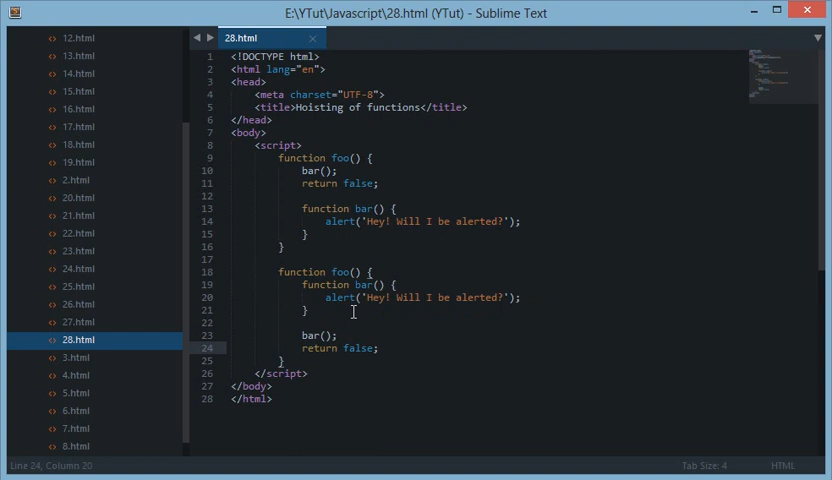 E:\YTut\Javascript\28.html (YTut) - Sublime Text
12.html
13.html
14.html
15.html
16.html
17.html
18.html
19.html
2.html
20.html
21.html
22.html
23.html
24.html
25.html
26.html
27.html
28.html
3.html
4.html
5.html
6.html
7.html
8.html
28.html
1 <!DOCTYPE html>
2 <html lang="en">
3 <head>
4 <meta charset="UTF-8">
5 <title>Hoisting of functions</title>
6 </head>
7 <body>
8 <script>
9 function foo() {
10 bar();
11 return false;
12
13 function bar() {
14 alert('Hey! Will I be alerted?');
15 }
16 }
17
18 function foo() {
19 function bar() {
20 alert('Hey! Will I be alerted?');
21 }
22
23 bar();
24 return false;
25 }
26 </script>
27 </body>
28 </html>
Line 24, Column 20
Tab Size: 4
HTML